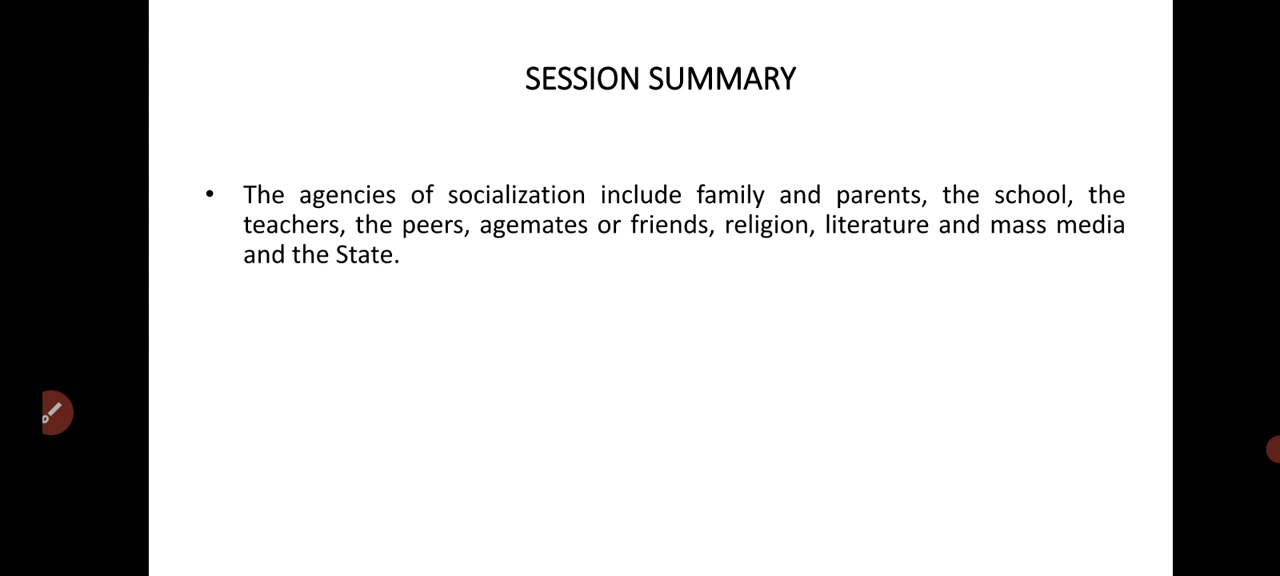 SESSION SUMMARY
• The agencies of socialization include family and parents, the school, the
teachers, the peers, agemates or friends, religion, literature and mass media
and the State.